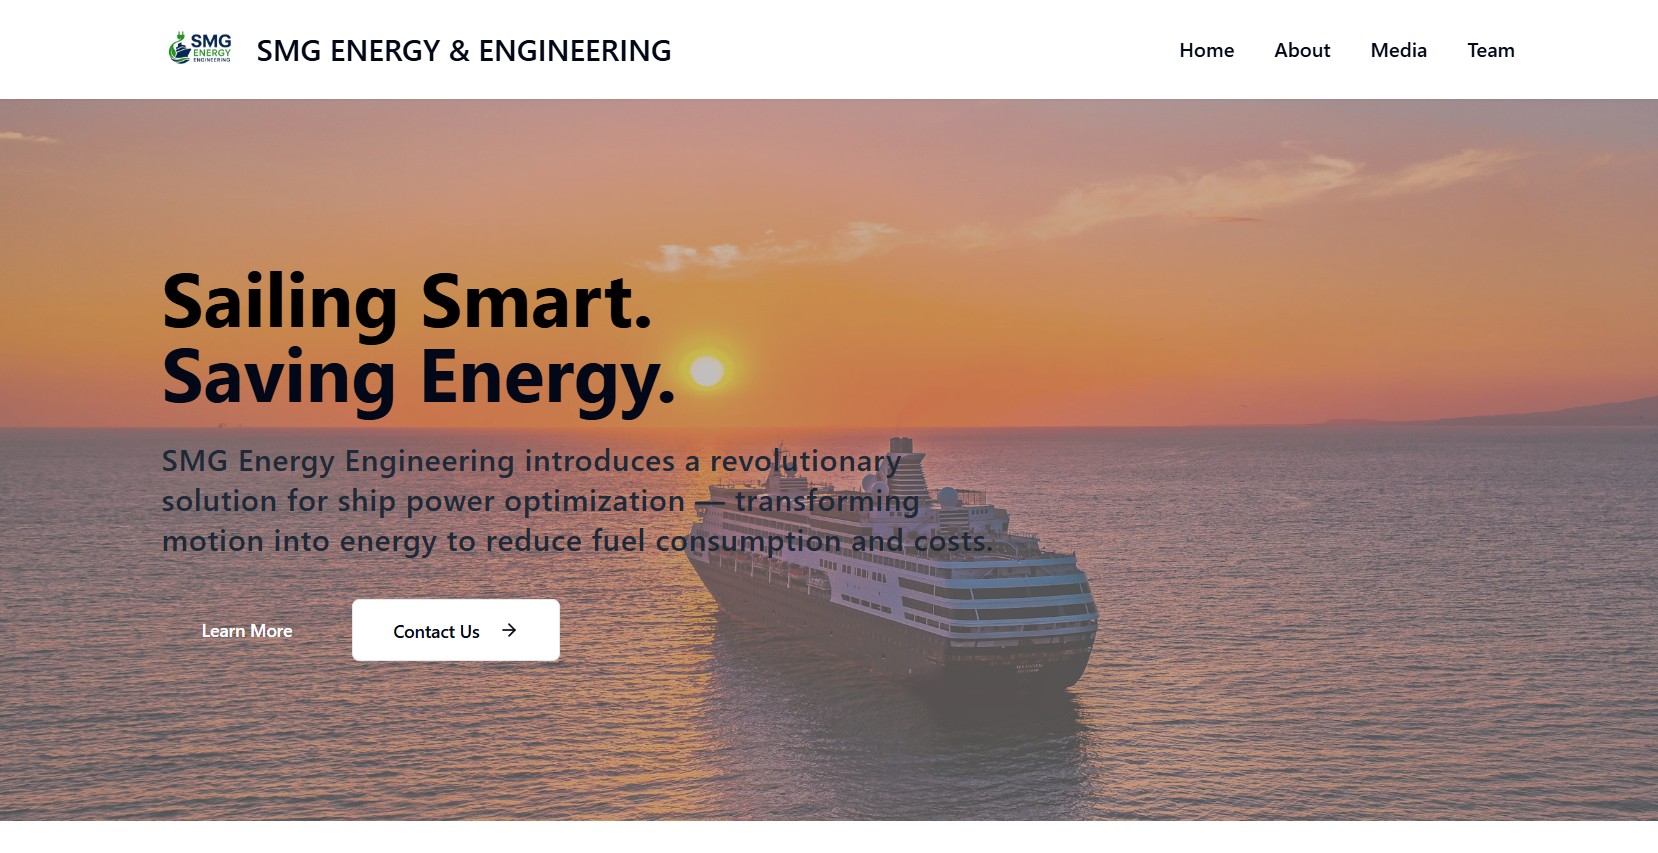 SMG
ENERGY
ENGINEERING
SMG ENERGY & ENGINEERING
Home
About
Media
Team
Sailing Smart.
Saving Energy.
SMG Energy Engineering introduces a revolutionary
solution for ship power optimization — transforming
motion into energy to reduce fuel consumption and costs.
Learn More
Contact Us →